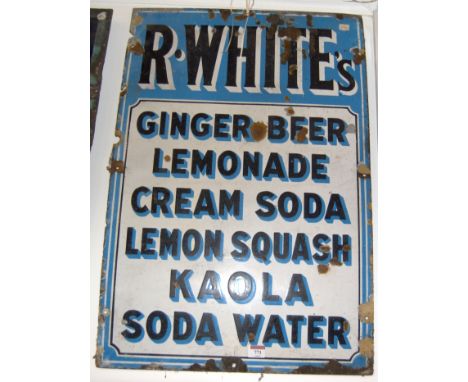 R·WHITE's
GINGER BEER
LEMONADE
CREAM SODA
LEMON SQUASH
KAOLA
SODA WATER